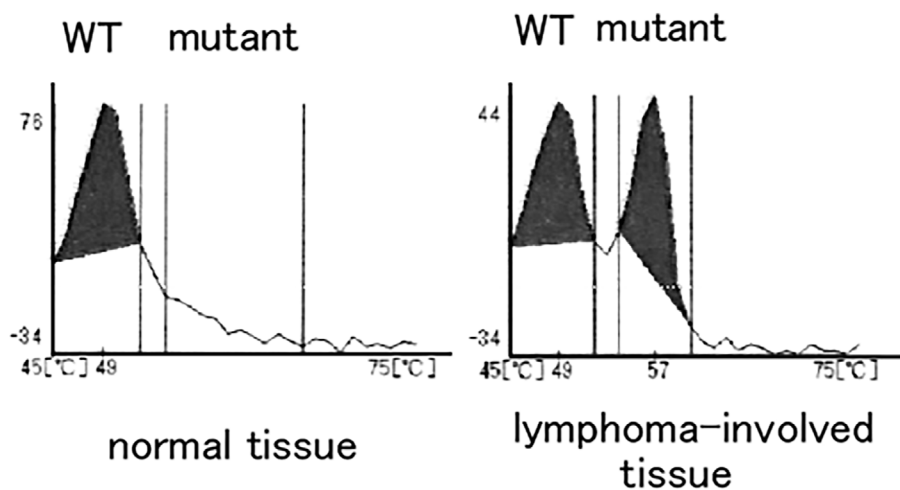 WT mutant
76
-34
45[℃] 49 75[℃]
normal tissue
WT mutant
44
-34
45[℃] 49 57 75[℃]
lymphoma-involved
tissue